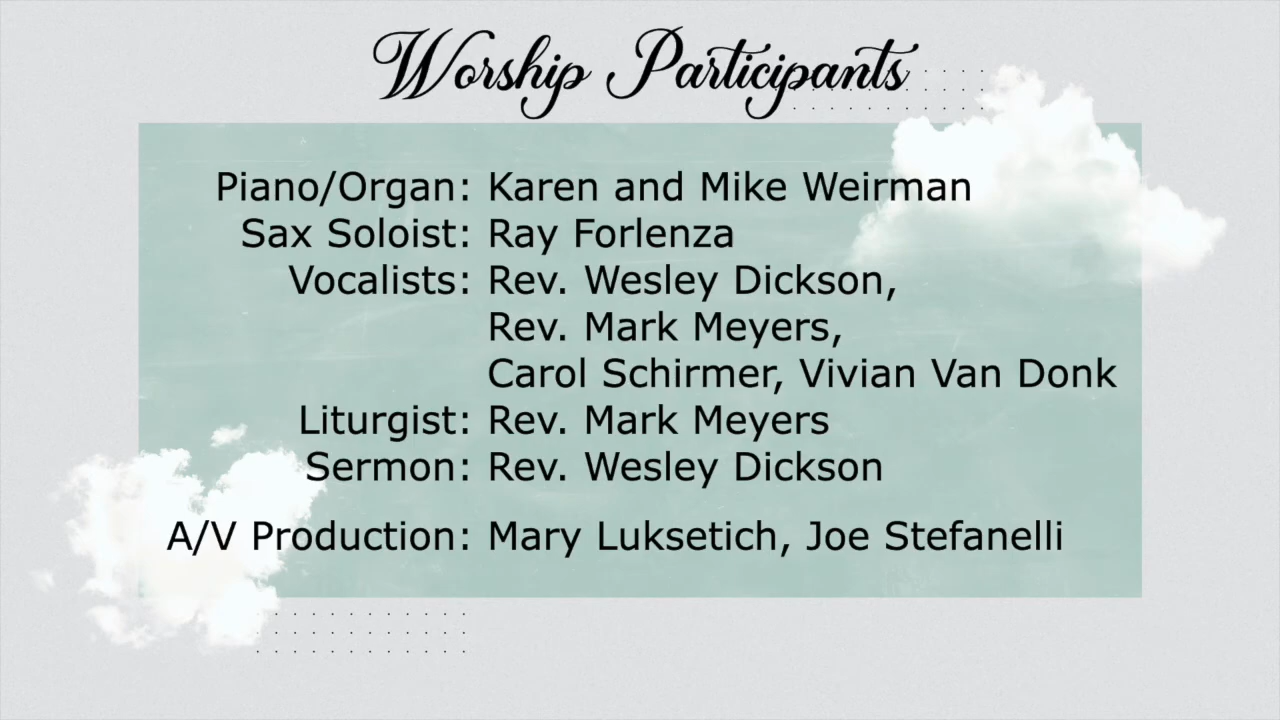 Worship Participants
Piano/Organ: Karen and Mike Weirman
Sax Soloist: Ray Forlenza
Vocalists: Rev. Wesley Dickson,
Rev. Mark Meyers,
Carol Schirmer, Vivian Van Donk
Liturgist: Rev. Mark Meyers
Sermon: Rev. Wesley Dickson
A/V Production: Mary Luksetich, Joe Stefanelli